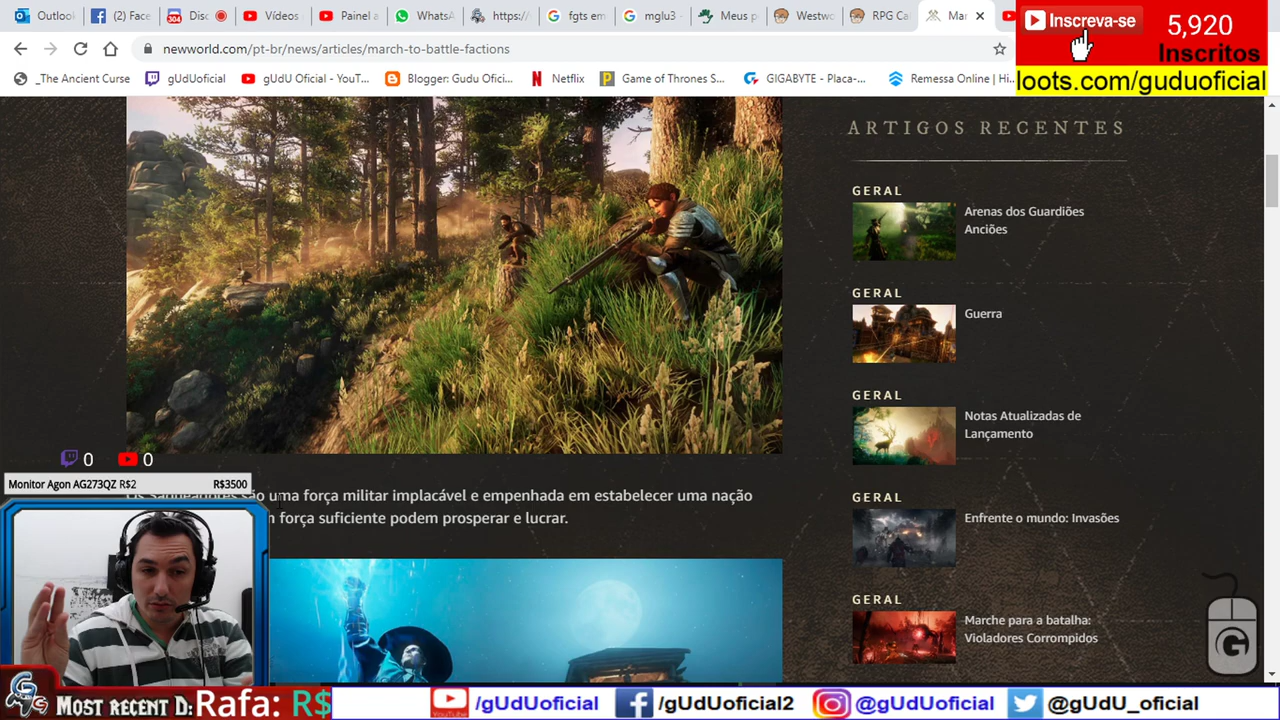 Outloo
(2) Face
Disc
Vídeos
Painel a
WhatsA
https:/
fgts em
mglu3 -
Meus p
Westwo
RPG Ca
Mar
newworld.com/pt-br/news/articles/march-to-battle-factions
Inscreva-se
5,920
Inscritos
loots.com/guduoficial
_The Ancient Curse
gUdUoficial
gUdU Oficial - YouT...
Blogger: Gudu Ofici...
Netflix
Game of Thrones S...
GIGABYTE - Placa-...
Remessa Online | Hi...
ARTIGOS RECENTES
GERAL
Arenas dos Guardiões
Anciões
GERAL
Guerra
GERAL
Notas Atualizadas de
Lançamento
GERAL
Enfrente o mundo: Invasões
GERAL
Marche para a batalha:
Violadores Corrompidos
0
0
Monitor Agon AG273QZ R$2
R$3500
são uma força militar implacável e empenhada em estabelecer uma nação
força suficiente podem prosperar e lucrar.
Most recent D:
Rafa: R$
/gUdUoficial
/gUdUoficial2
@gUdUoficial
@gUdU_oficial